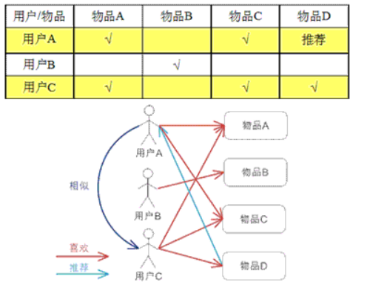 用户/物品 物品A 物品B 物品C 物品D
用户A √ √ 推荐
用户B √
用户C √ √ √
物品A
用户A
物品B
相似
用户B
物品C
喜欢
物品D
推荐
用户C